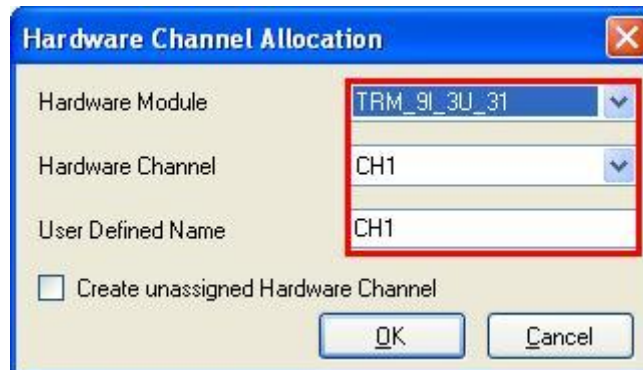 Hardware Channel Allocation
Hardware Module TRM_9I_3U_31
Hardware Channel CH1
User Defined Name CH1
Create unassigned Hardware Channel
OK Cancel